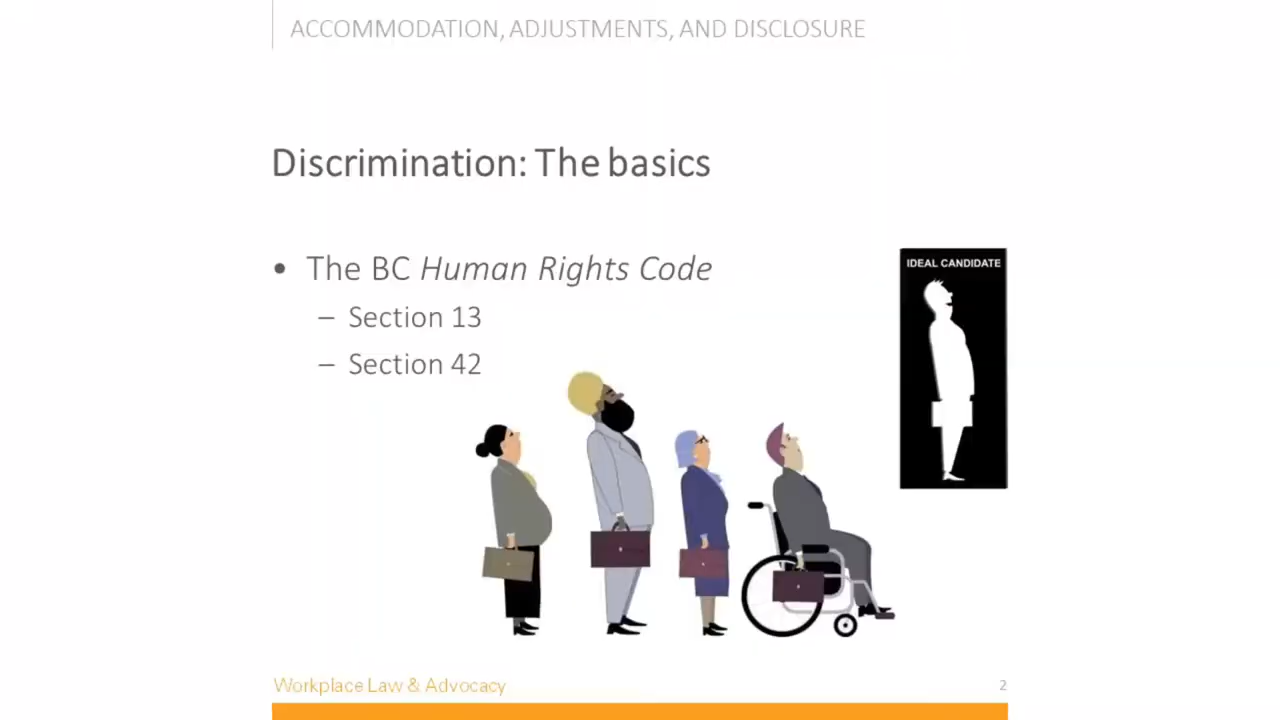 ACCOMMODATION, ADJUSTMENTS, AND DISCLOSURE
Discrimination: The basics
• The BC Human Rights Code
– Section 13
– Section 42
IDEAL CANDIDATE
Workplace Law & Advocacy
2